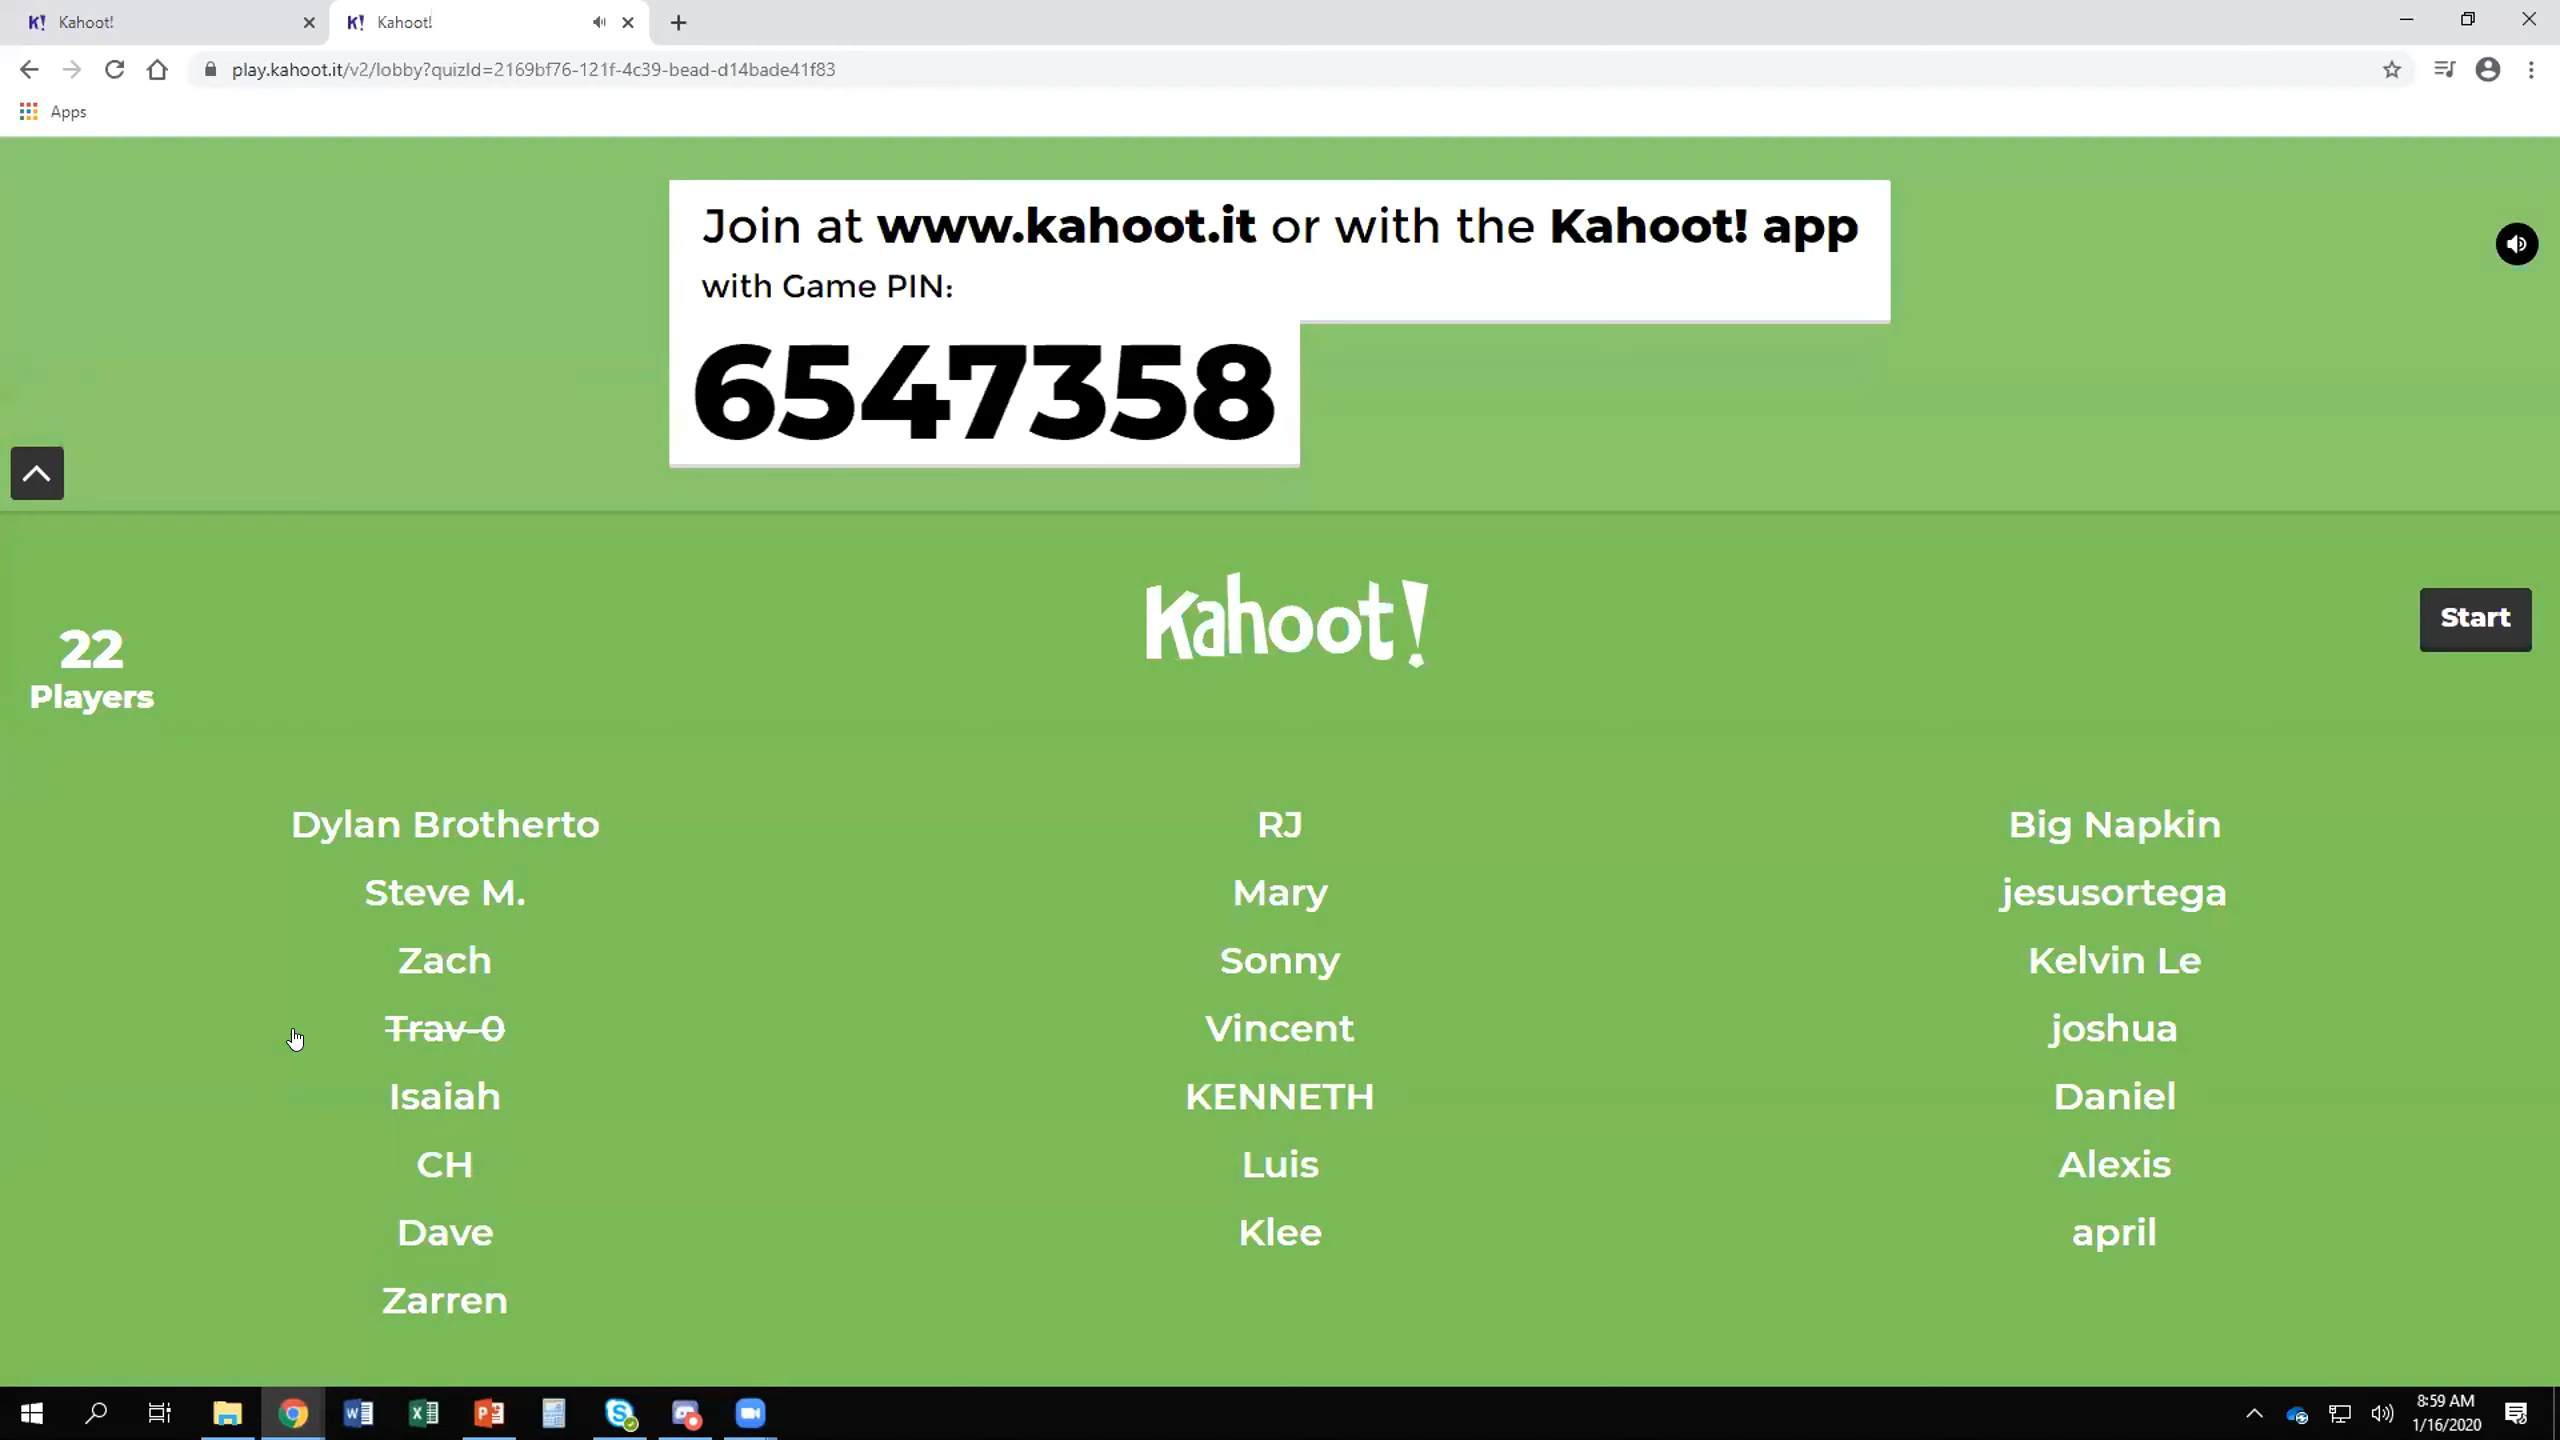 Kahoot!
Kahoot!
play.kahoot.it/v2/lobby?quizId=2169bf76-121f-4c39-bead-d14bade41f83
Apps
Join at www.kahoot.it or with the Kahoot! app
with Game PIN:
6547358
Kahoot!
Start
22
Players
Dylan Brotherto
RJ
Big Napkin
Steve M.
Mary
jesusortega
Zach
Sonny
Kelvin Le
Trav-0
Vincent
joshua
Isaiah
KENNETH
Daniel
CH
Luis
Alexis
Dave
Klee
april
Zarren
8:59 AM
1/16/2020